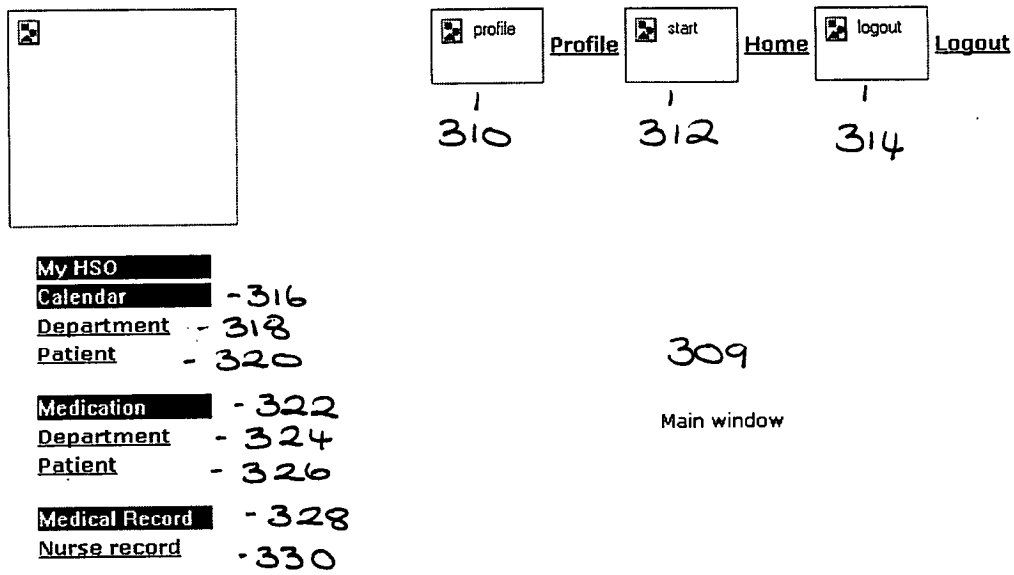 profile Profile start Home logout Logout
310 312 314
My HSO
Calendar - 316
Department - 318
Patient - 320
309
Medication - 322
Main window
Department - 324
Patient - 326
Medical Record - 328
Nurse record - 330